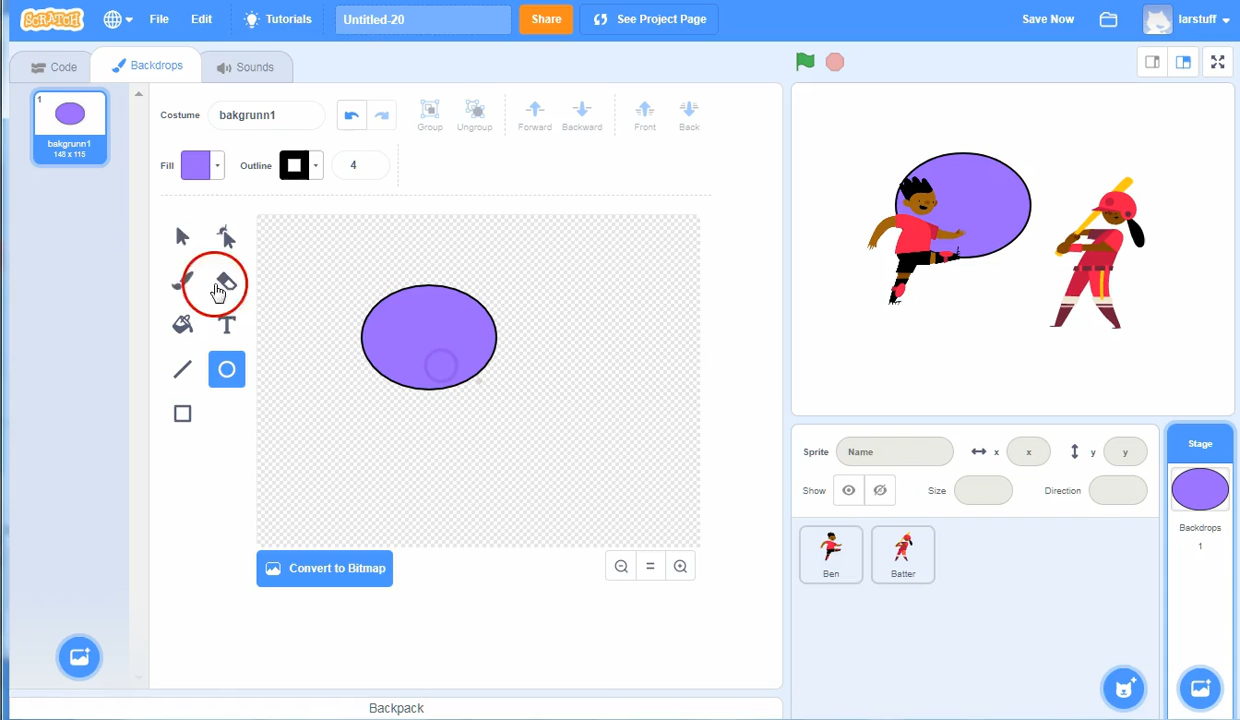 SCRATCH File Edit Tutorials Untitled-20 Share See Project Page Save Now larstuff
Code Backdrops Sounds
1
bakgrunn1
148 x 115
Costume bakgrunn1 Group Ungroup Forward Backward Front Back
Fill Outline 4
T
Convert to Bitmap
Sprite Name x x y y
Show Size Direction
Ben Batter
Stage
Backdrops
1
Backpack